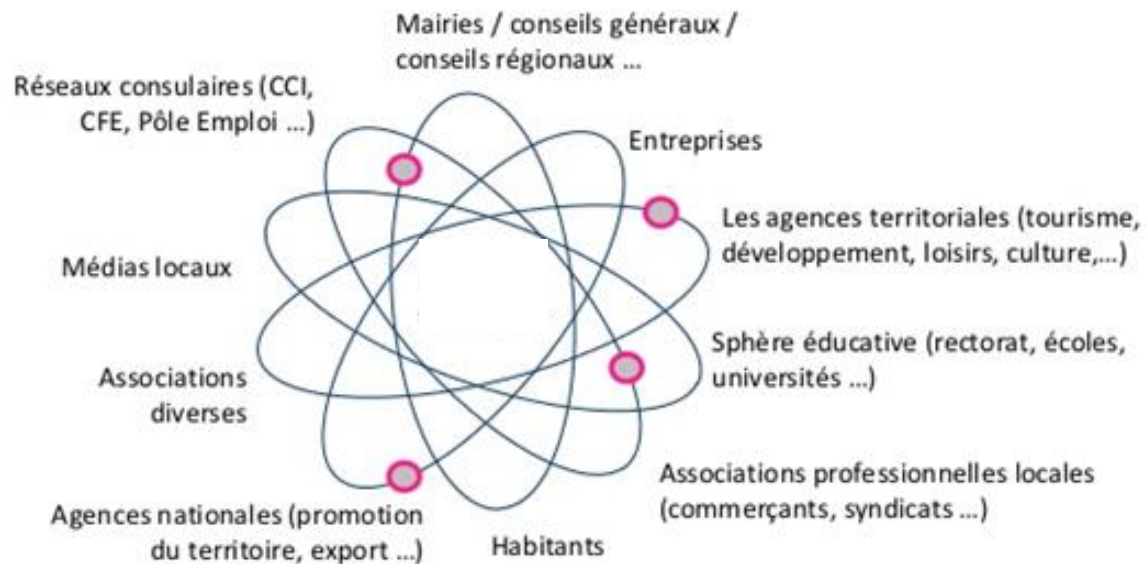 Mairies / conseils généraux /
conseils régionaux ...
Réseaux consulaires (CCI,
CFE, Pôle Emploi ...)
Entreprises
Les agences territoriales (tourisme,
développement, loisirs, culture,...)
Médias locaux
Sphère éducative (rectorat, écoles,
universités ...)
Associations
diverses
Associations professionnelles locales
(commerçants, syndicats ...)
Agences nationales (promotion
du territoire, export ...)
Habitants